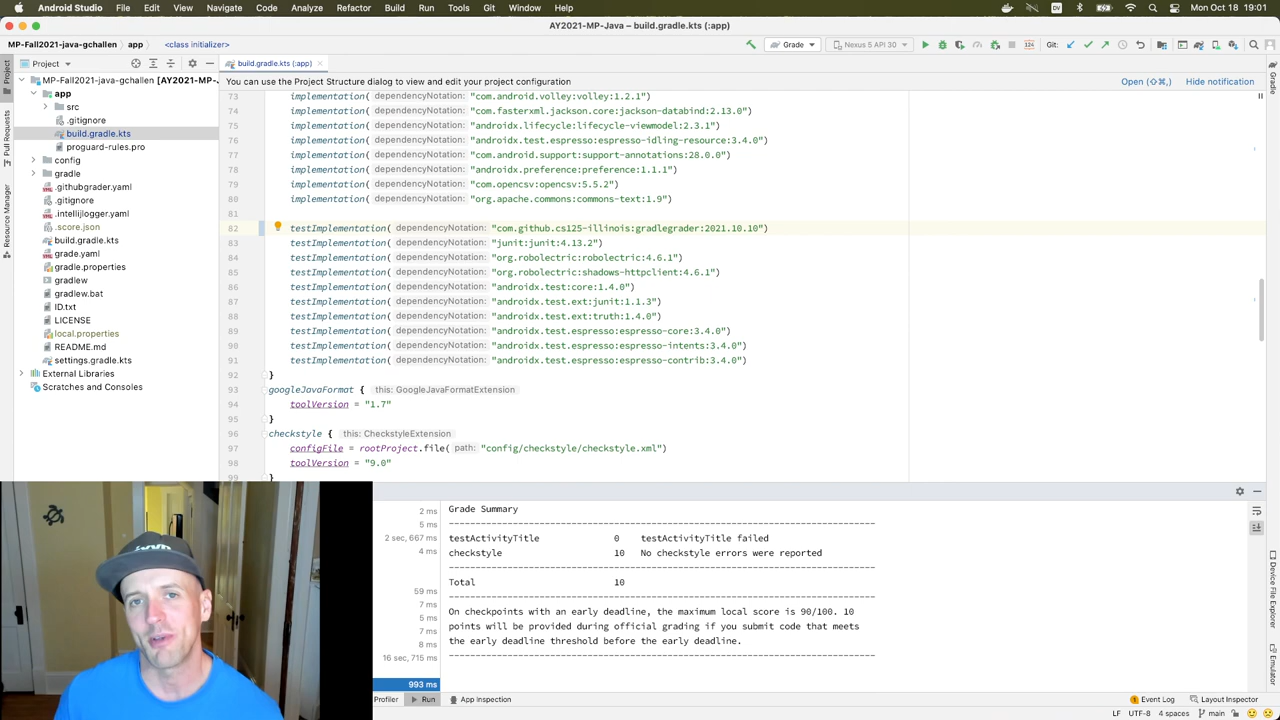 Android Studio File Edit View Navigate Code Analyze Refactor Build Run Tools Git Window Help
Mon Oct 18 19:01
AY2021-MP-Java – build.gradle.kts (:app)
MP-Fall2021-java-gchallen app <class initializer>
Grade
Nexus 5 API 30
Git:
Project
build.gradle.kts (:app)
You can use the Project Structure dialog to view and edit your project configuration
Open (⇧⌘;) Hide notification
MP-Fall2021-java-gchallen [AY2021-MP-
app
src
.gitignore
build.gradle.kts
proguard-rules.pro
config
gradle
.githubgrader.yaml
.gitignore
.intellijlogger.yaml
.score.json
build.gradle.kts
grade.yaml
gradle.properties
gradlew
gradlew.bat
ID.txt
LICENSE
local.properties
README.md
settings.gradle.kts
External Libraries
Scratches and Consoles
Project
Pull Requests
Resource Manager
73 implementation( dependencyNotation: "com.android.volley:volley:1.2.1")
74 implementation( dependencyNotation: "com.fasterxml.jackson.core:jackson-databind:2.13.0")
75 implementation( dependencyNotation: "androidx.lifecycle:lifecycle-viewmodel:2.3.1")
76 implementation( dependencyNotation: "androidx.test.espresso:espresso-idling-resource:3.4.0")
77 implementation( dependencyNotation: "com.android.support:support-annotations:28.0.0")
78 implementation( dependencyNotation: "androidx.preference:preference:1.1.1")
79 implementation( dependencyNotation: "com.opencsv:opencsv:5.5.2")
80 implementation( dependencyNotation: "org.apache.commons:commons-text:1.9")
81
82 testImplementation( dependencyNotation: "com.github.cs125-illinois:gradlegrader:2021.10.10")
83 testImplementation( dependencyNotation: "junit:junit:4.13.2")
84 testImplementation( dependencyNotation: "org.robolectric:robolectric:4.6.1")
85 testImplementation( dependencyNotation: "org.robolectric:shadows-httpclient:4.6.1")
86 testImplementation( dependencyNotation: "androidx.test:core:1.4.0")
87 testImplementation( dependencyNotation: "androidx.test.ext:junit:1.1.3")
88 testImplementation( dependencyNotation: "androidx.test.ext:truth:1.4.0")
89 testImplementation( dependencyNotation: "androidx.test.espresso:espresso-core:3.4.0")
90 testImplementation( dependencyNotation: "androidx.test.espresso:espresso-intents:3.4.0")
91 testImplementation( dependencyNotation: "androidx.test.espresso:espresso-contrib:3.4.0")
92 }
93 googleJavaFormat { this: GoogleJavaFormatExtension
94 toolVersion = "1.7"
95 }
96 checkstyle { this: CheckstyleExtension
97 configFile = rootProject.file( path: "config/checkstyle/checkstyle.xml")
98 toolVersion = "9.0"
99 }
Gradle
Device File Explorer
Emulator
2 ms
5 ms
2 sec, 667 ms
4 ms
59 ms
7 ms
5 ms
7 ms
8 ms
16 sec, 715 ms
993 ms
Grade Summary
--------------------------------------------------------------------------------
testActivityTitle 0 testActivityTitle failed
checkstyle 10 No checkstyle errors were reported
--------------------------------------------------------------------------------
Total 10
--------------------------------------------------------------------------------
On checkpoints with an early deadline, the maximum local score is 90/100. 10
points will be provided during official grading if you submit code that meets
the early deadline threshold before the early deadline.
--------------------------------------------------------------------------------
Profiler Run App Inspection
Event Log Layout Inspector
LF UTF-8 4 spaces main